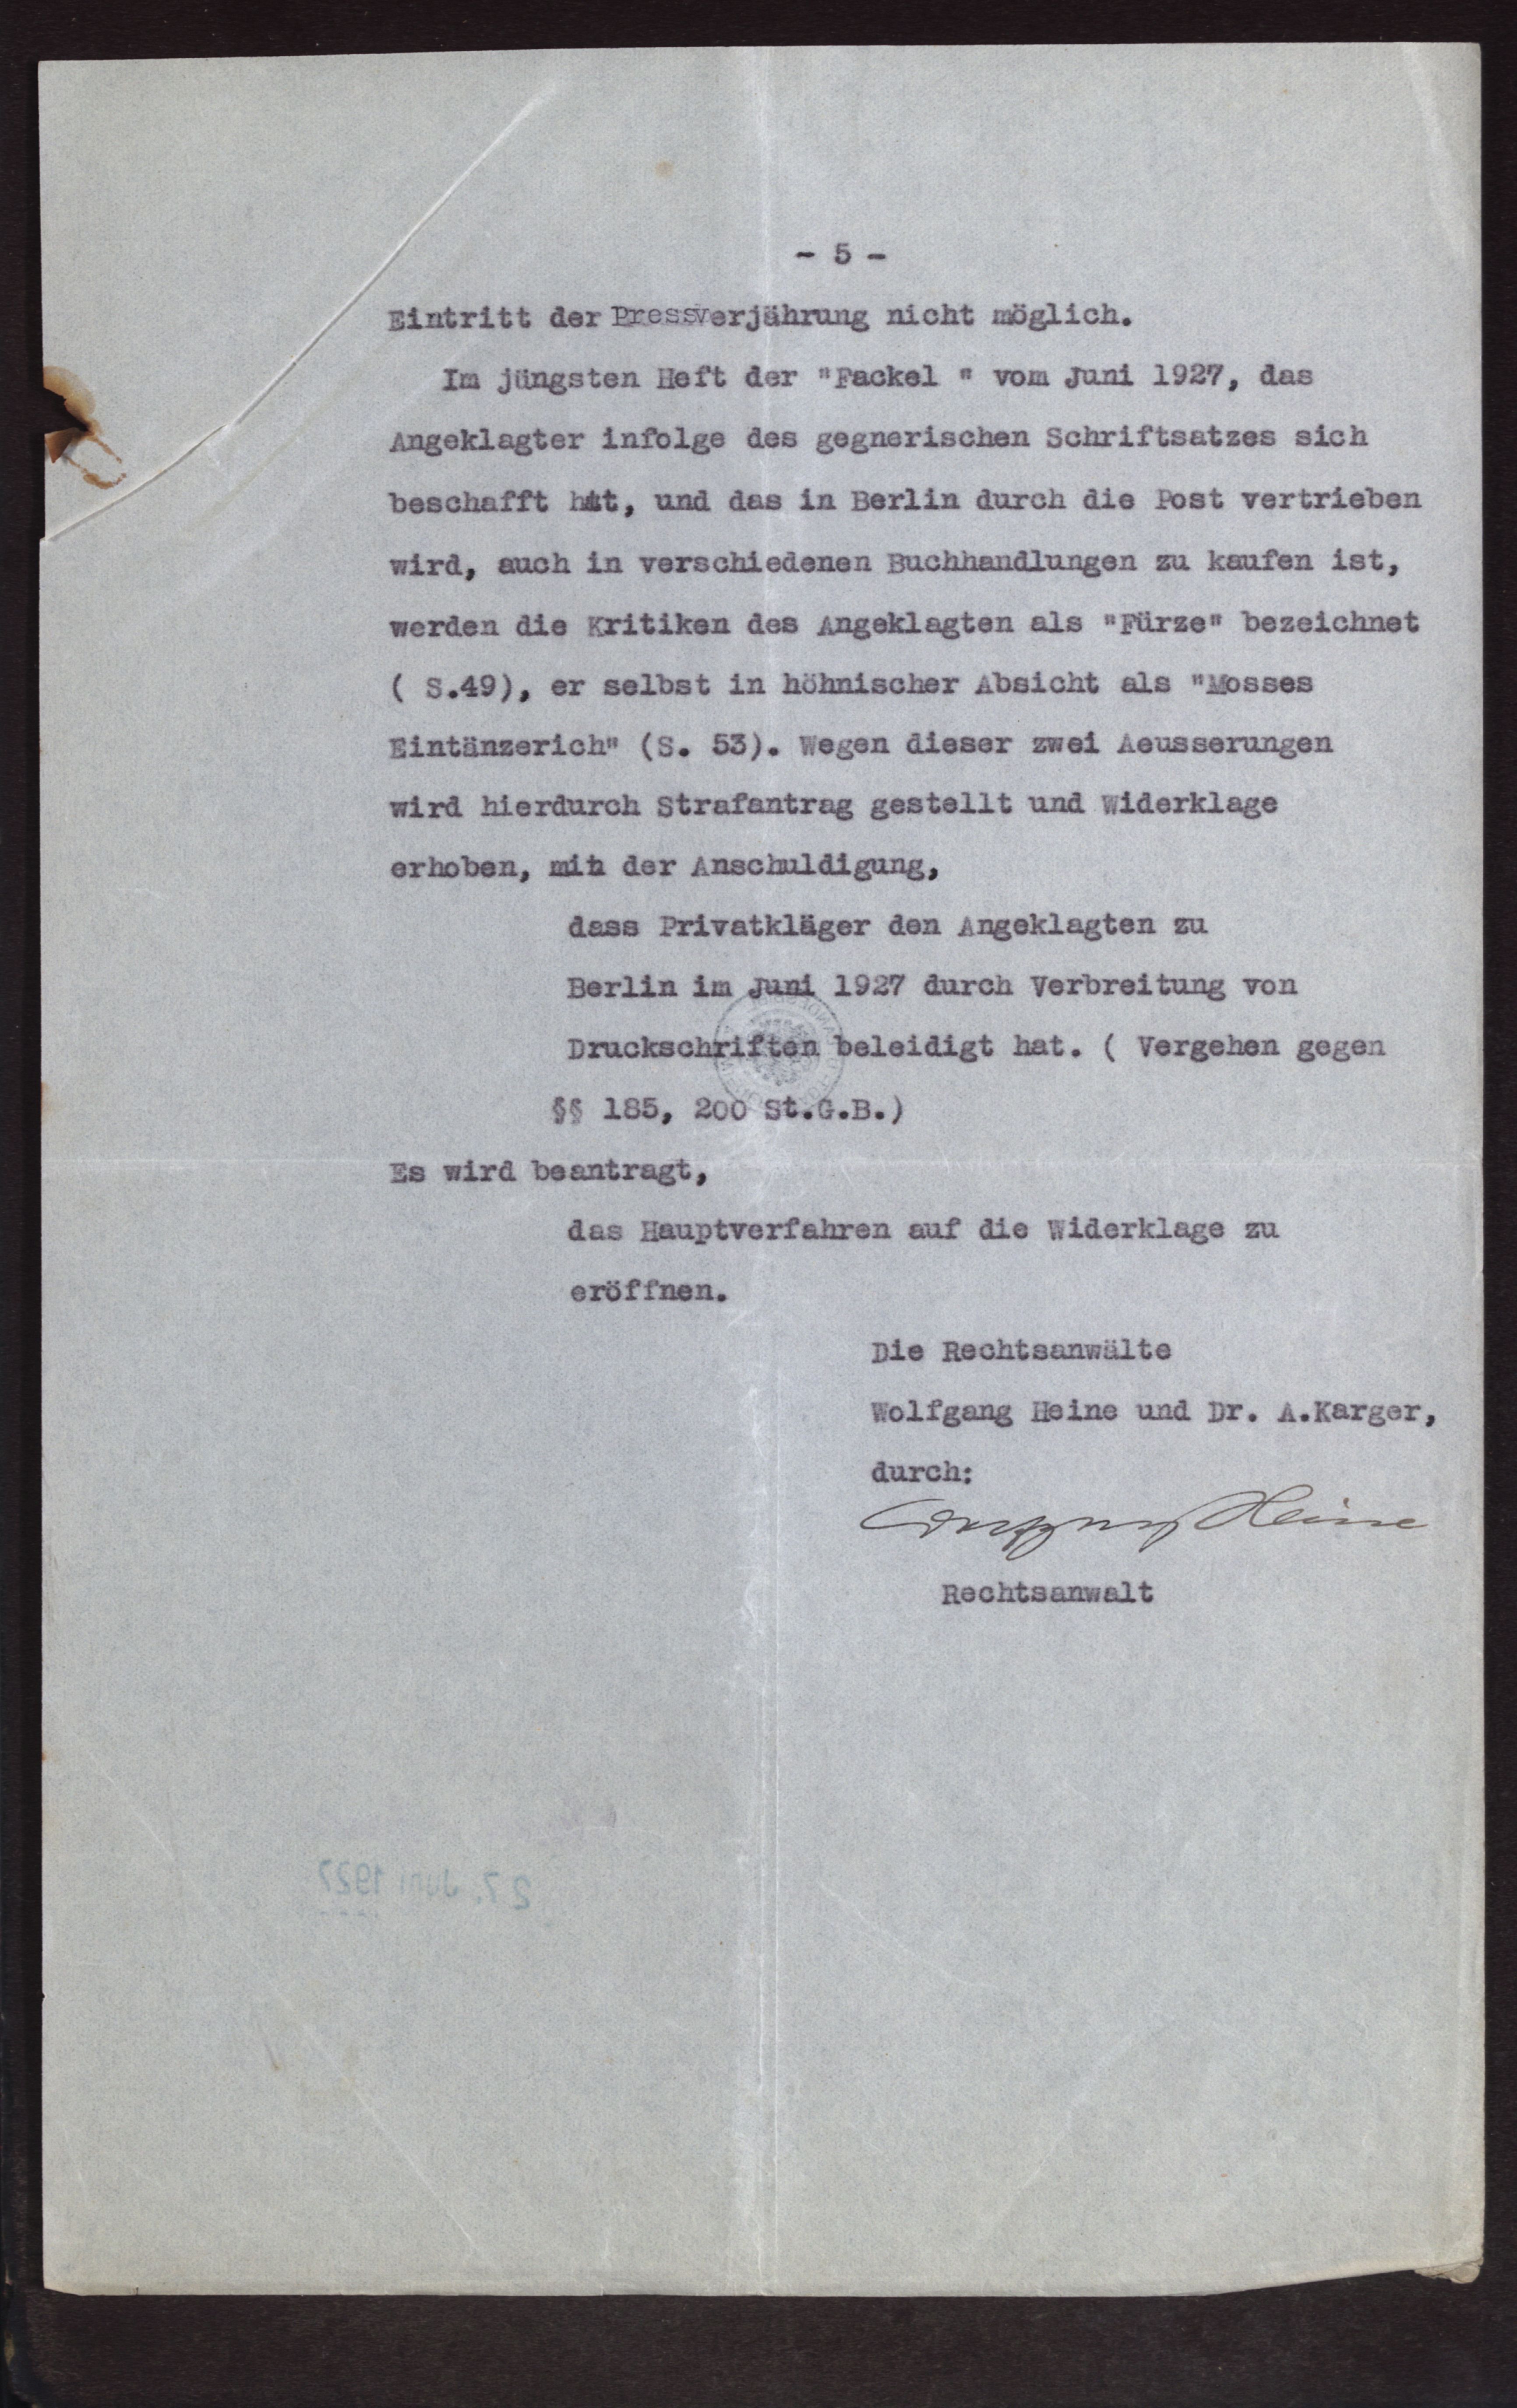 - 5 -
Eintritt der Pressverjährung nicht möglich.
Im jüngsten Heft der "Fackel " vom Juni 1927, das
Angeklagter infolge des gegnerischen Schriftsatzes sich
beschafft hat, und das in Berlin durch die Post vertrieben
wird, auch in verschiedenen Buchhandlungen zu kaufen ist,
werden die Kritiken des Angeklagten als "Fürze" bezeichnet
( S.49), er selbst in höhnischer Absicht als "Mosses
Eintänzerich" (S. 53). Wegen dieser zwei Aeusserungen
wird hierdurch Strafantrag gestellt und Widerklage
erhoben, mit der Anschuldigung,
dass Privatkläger den Angeklagten zu
Berlin im Juni 1927 durch Verbreitung von
Druckschriften beleidigt hat. ( Vergehen gegen
§§ 185, 200 St.G.B.)
Es wird beantragt,
das Hauptverfahren auf die Widerklage zu
eröffnen.
Die Rechtsanwälte
Wolfgang Heine und Dr. A.Karger,
durch:
Wolfgang Heine
Rechtsanwalt
27. Juni 1927